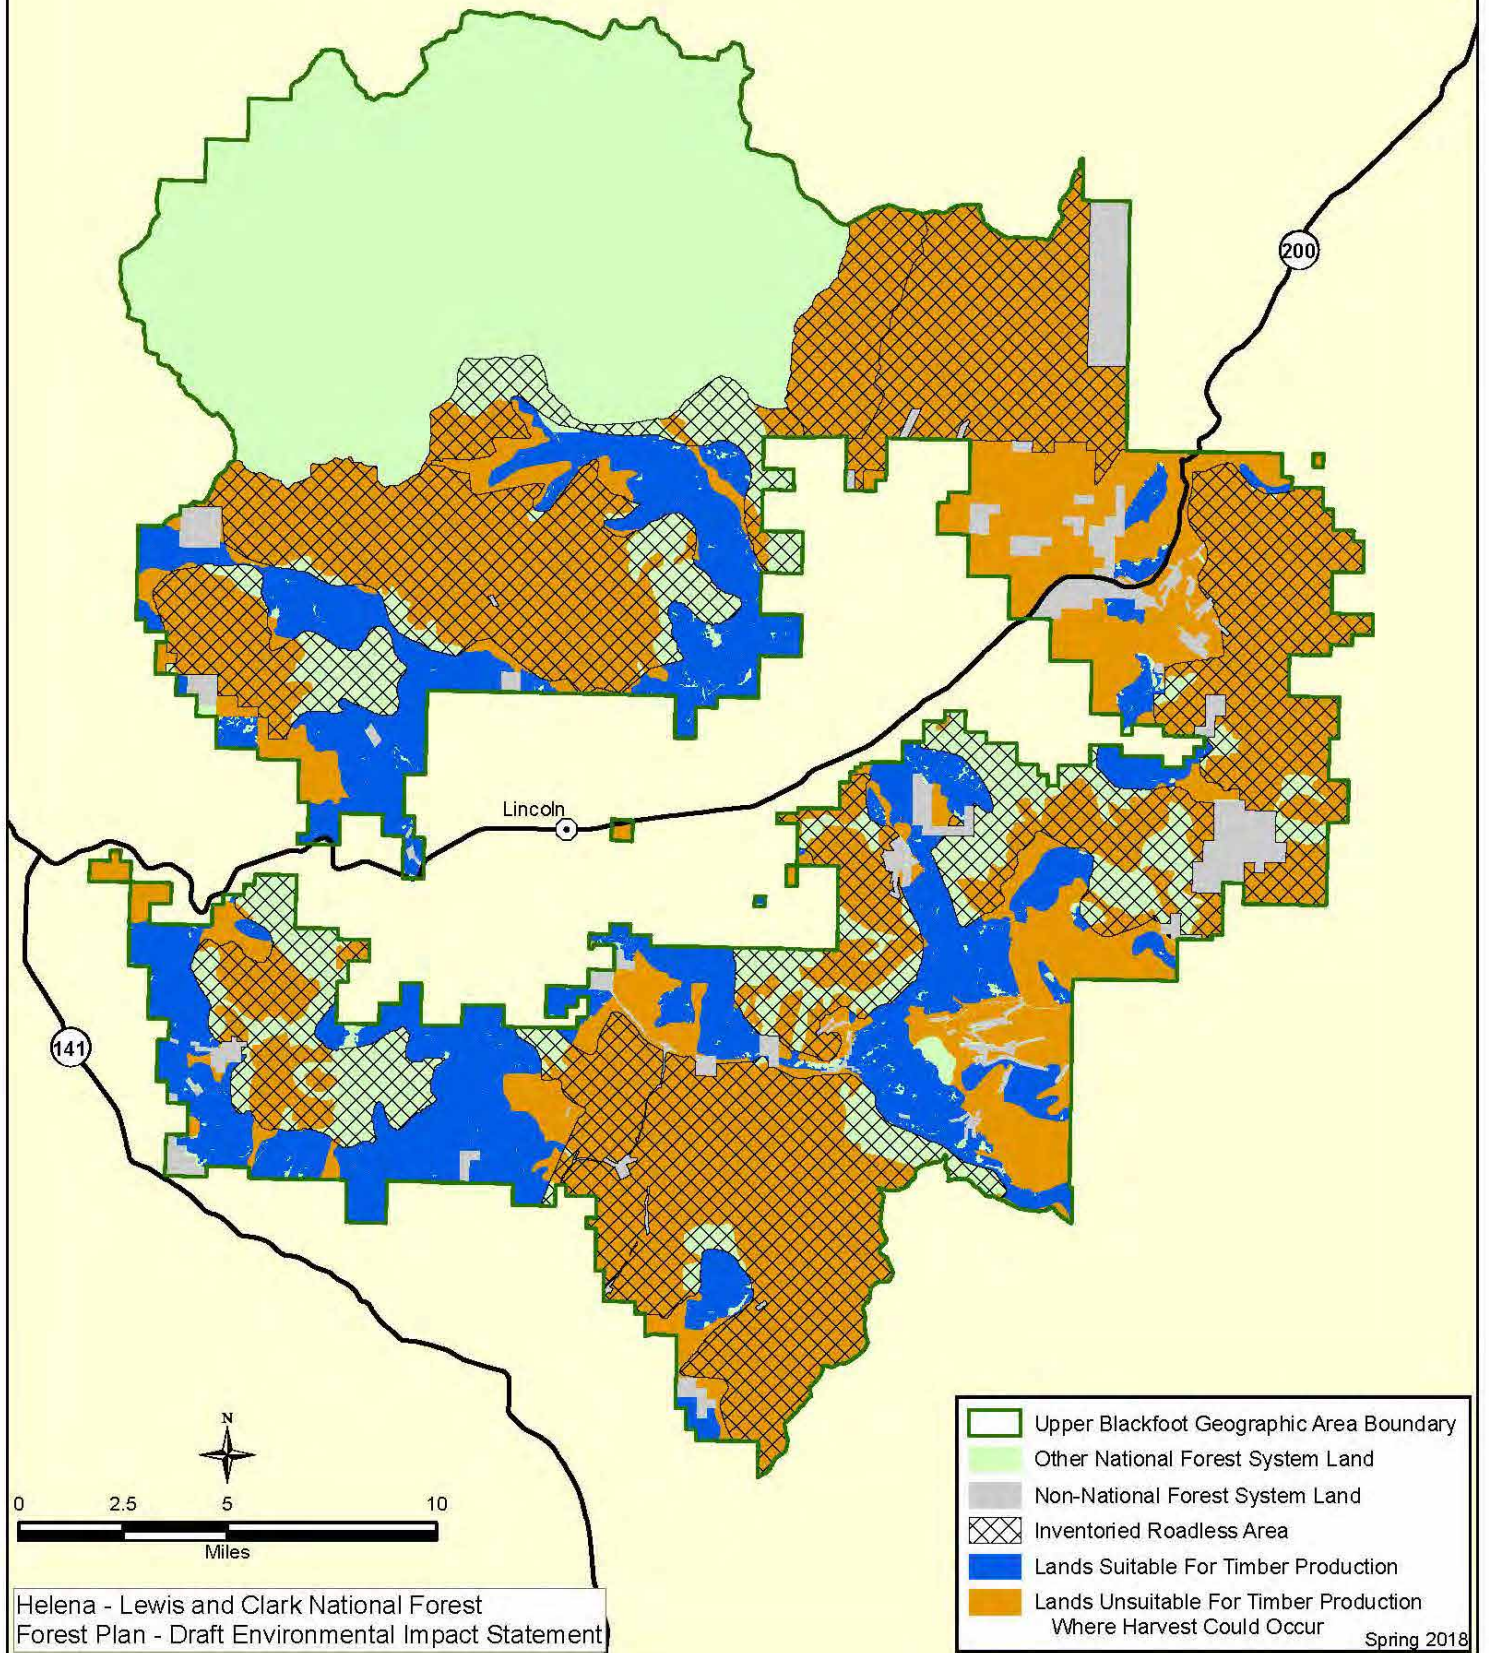 200
Lincoln
141
N
0 2.5 5 10
Miles
Helena - Lewis and Clark National Forest
Forest Plan - Draft Environmental Impact Statement
Upper Blackfoot Geographic Area Boundary
Other National Forest System Land
Non-National Forest System Land
Inventoried Roadless Area
Lands Suitable For Timber Production
Lands Unsuitable For Timber Production
Where Harvest Could Occur
Spring 2018